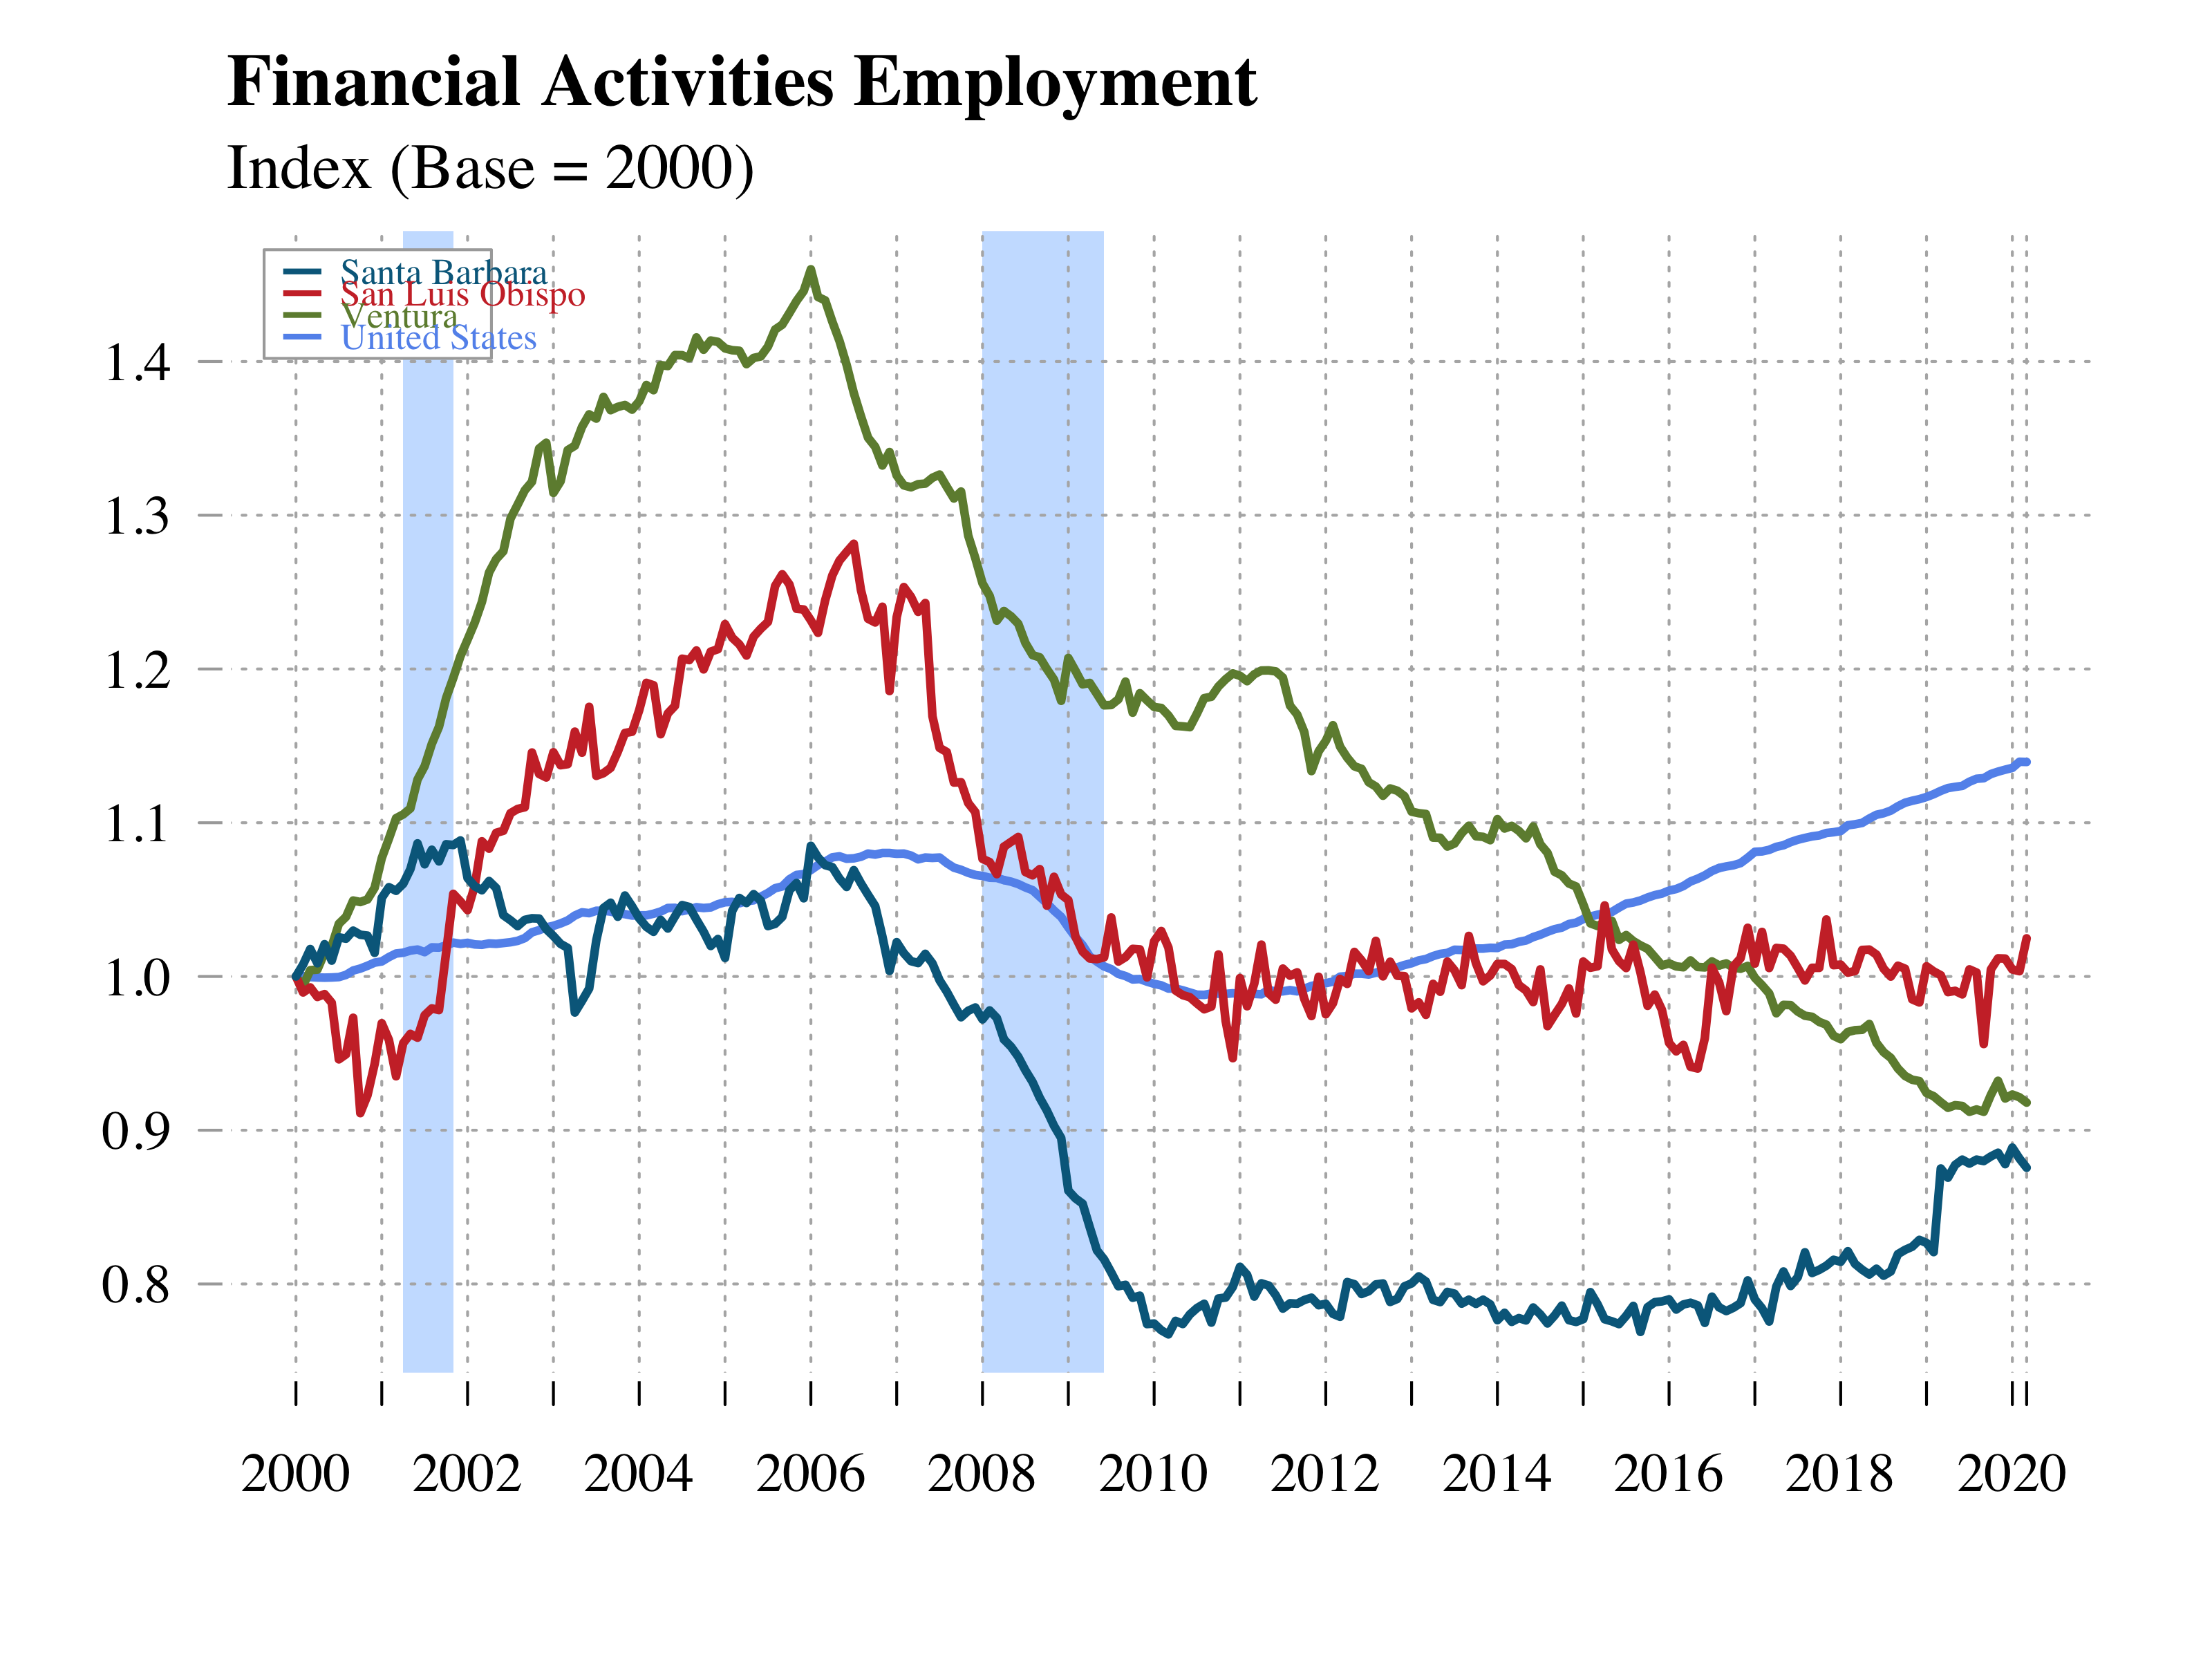 Financial Activities Employment
Index (Base = 2000)
Santa Barbara
San Luis Obispo
Ventura
United States
1.4
1.3
1.2
1.1
1.0
0.9
0.8
2000 2002 2004 2006 2008 2010 2012 2014 2016 2018 2020